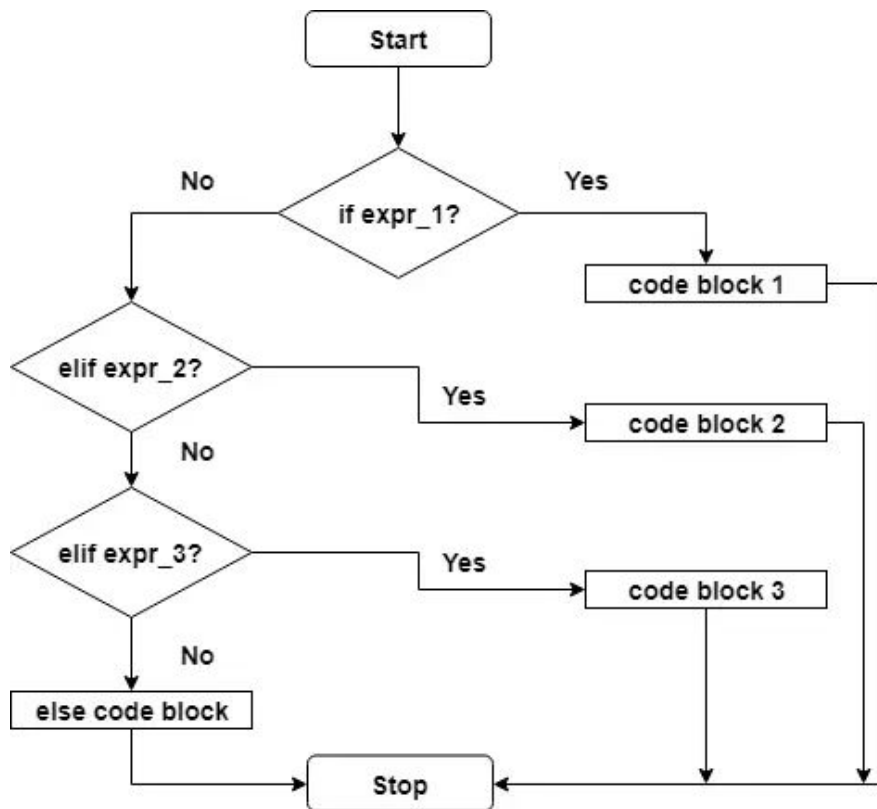 Start
No
Yes
if expr_1?
code block 1
elif expr_2?
Yes
code block 2
No
elif expr_3?
Yes
code block 3
No
else code block
Stop